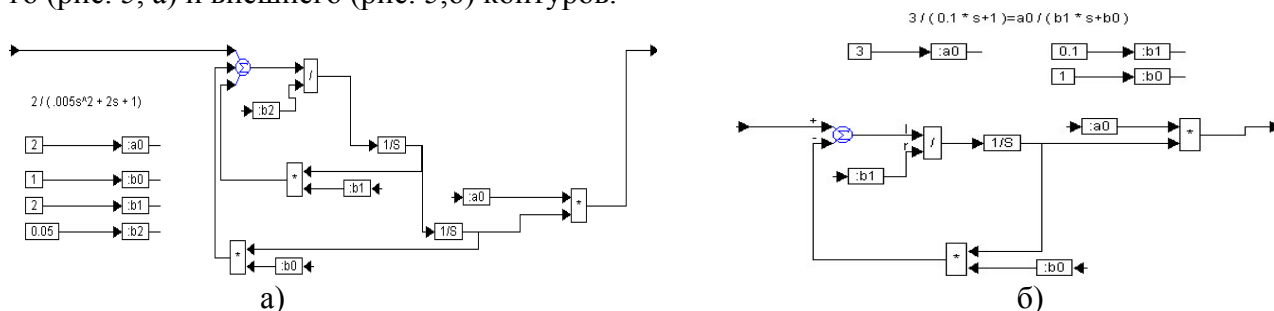 то (рис. 5, а) и внешнего (рис. 5,б) контуров.
2 / ( .005s^2 + 2s + 1)
2 :a0
1 :b0
2 :b1
0.05 :b2
Σ
/
:b2
1/S
*
:b1
:a0
*
1/S
*
:b0
а)
3 / ( 0.1 * s+1 )=a0 / ( b1 * s+b0 )
3 :a0
0.1 :b1
1 :b0
+
-
Σ
l
r
/
1/S
:a0
*
:b1
*
:b0
б)